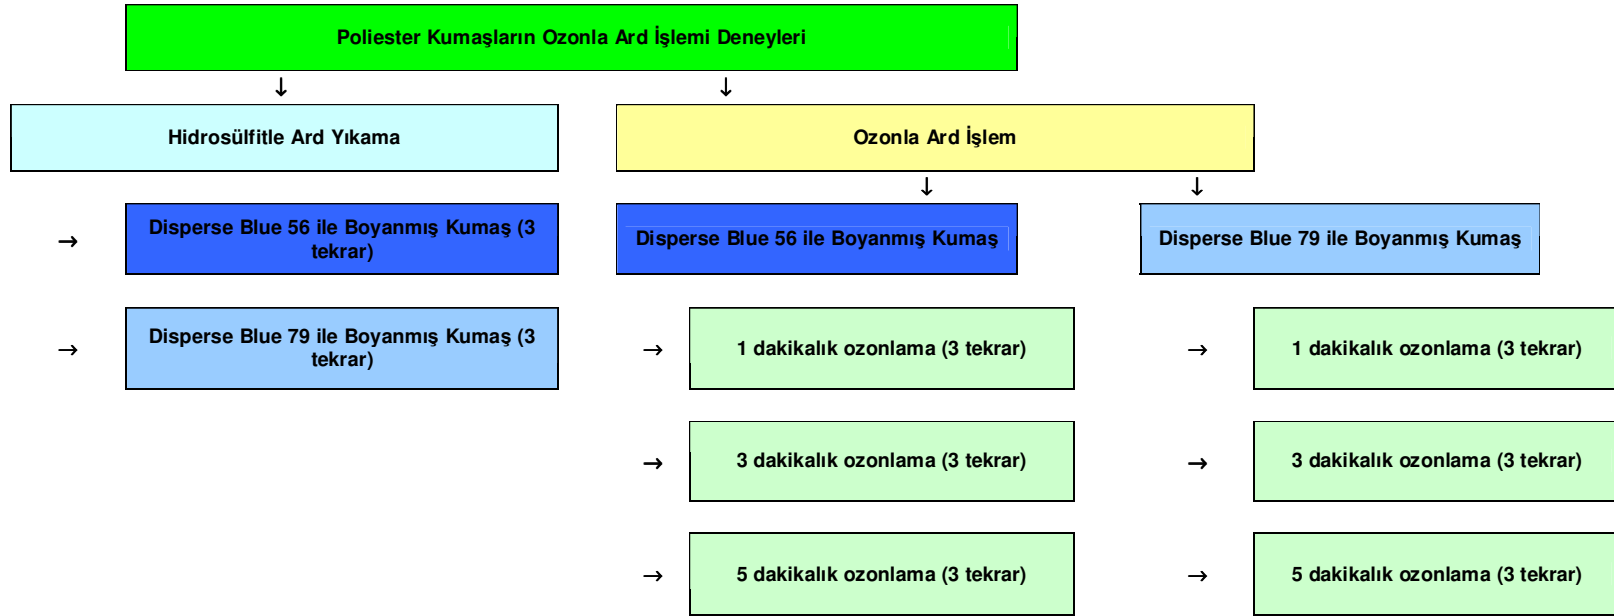 Poliester Kumaşların Ozonla Ard İşlemi Deneyleri
↓ ↓
Hidrosülfitle Ard Yıkama
Ozonla Ard İşlem
↓ ↓
→ Disperse Blue 56 ile Boyanmış Kumaş (3
tekrar)
Disperse Blue 56 ile Boyanmış Kumaş
Disperse Blue 79 ile Boyanmış Kumaş
→ Disperse Blue 79 ile Boyanmış Kumaş (3
tekrar)
→ 1 dakikalık ozonlama (3 tekrar)
→ 1 dakikalık ozonlama (3 tekrar)
→ 3 dakikalık ozonlama (3 tekrar)
→ 3 dakikalık ozonlama (3 tekrar)
→ 5 dakikalık ozonlama (3 tekrar)
→ 5 dakikalık ozonlama (3 tekrar)